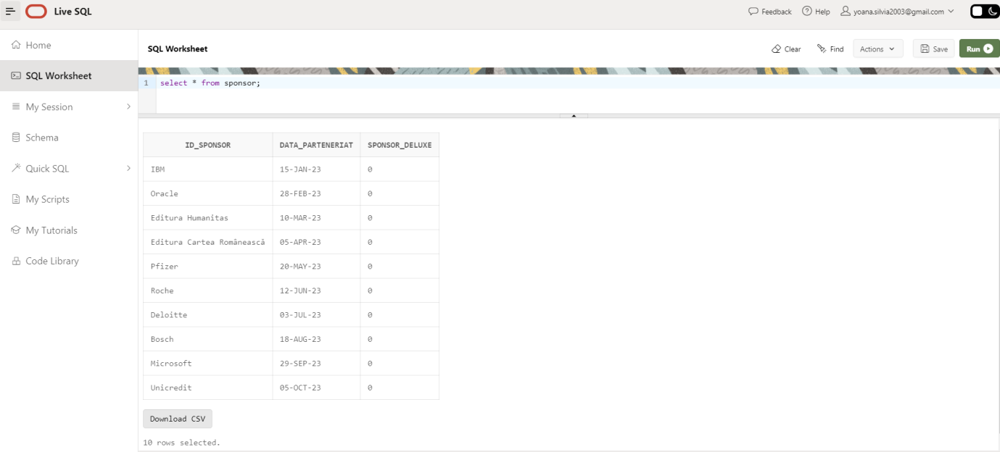 Live SQL
Feedback Help yoana.silvia2003@gmail.com
Home
SQL Worksheet
My Session
Schema
Quick SQL
My Scripts
My Tutorials
Code Library
SQL Worksheet
Clear Find Actions Save Run
1 select * from sponsor;
ID_SPONSOR DATA_PARTENERIAT SPONSOR_DELUXE
IBM 15-JAN-23 0
Oracle 28-FEB-23 0
Editura Humanitas 10-MAR-23 0
Editura Cartea Românească 05-APR-23 0
Pfizer 20-MAY-23 0
Roche 12-JUN-23 0
Deloitte 03-JUL-23 0
Bosch 18-AUG-23 0
Microsoft 29-SEP-23 0
Unicredit 05-OCT-23 0
Download CSV
10 rows selected.